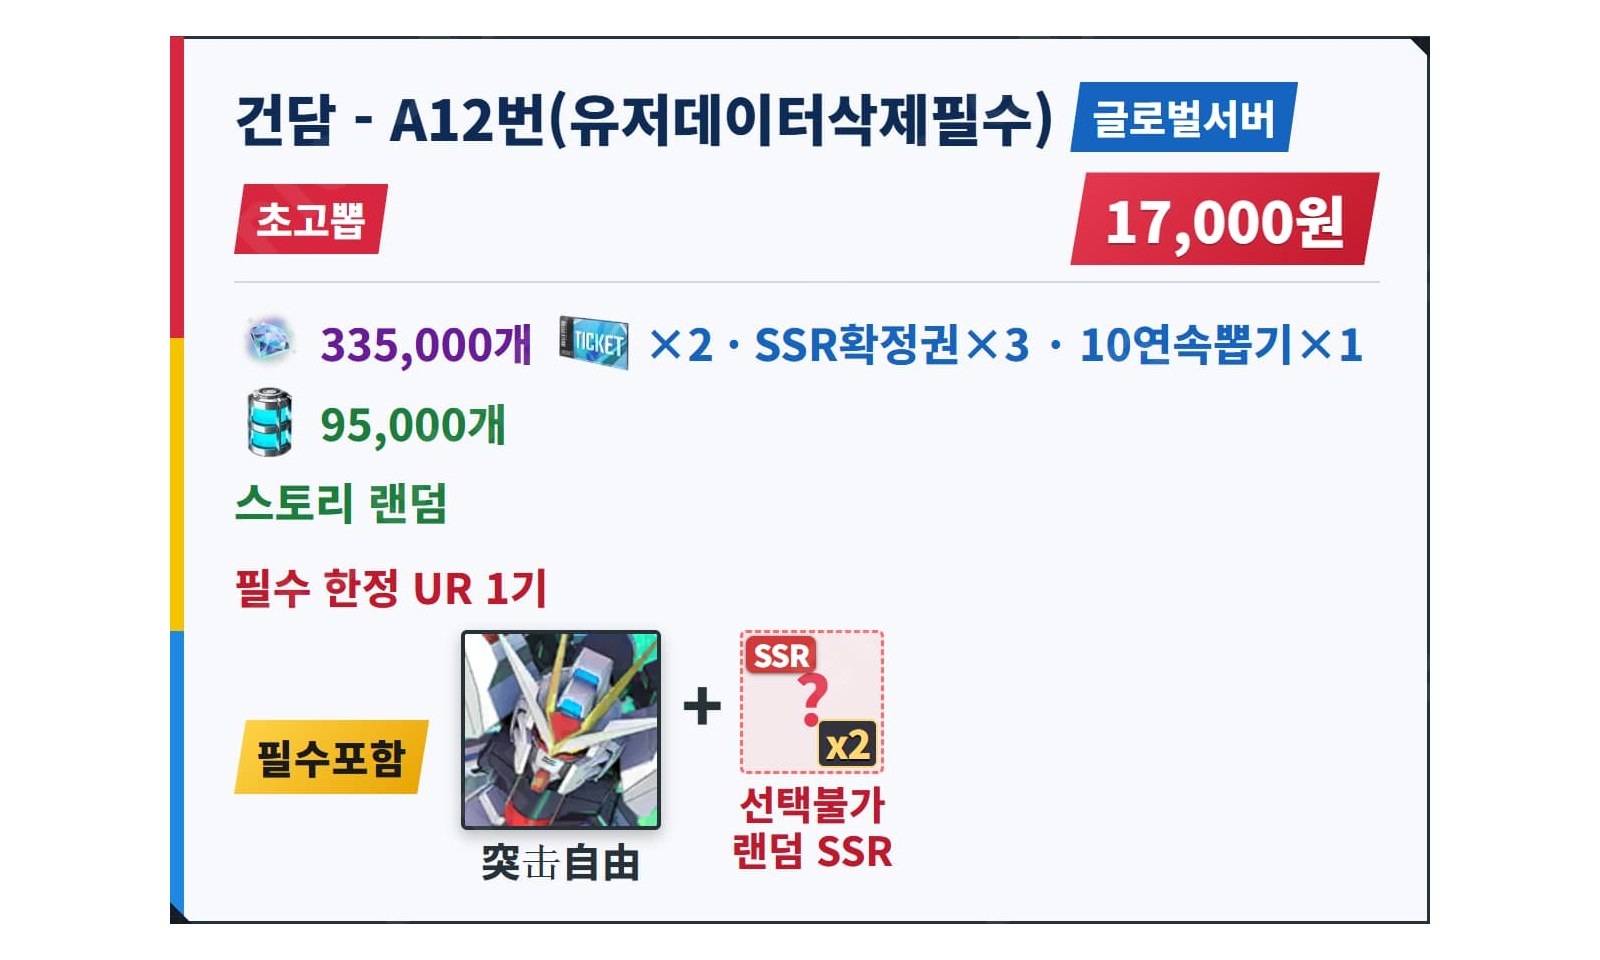 건담 - A12번(유저데이터삭제필수) 글로벌서버
초고뽑 17,000원
335,000개 TICKET ×2 · SSR확정권×3 · 10연속뽑기×1
95,000개
스토리 랜덤
필수 한정 UR 1기
필수포함
突击自由
+
SSR
?
x2
선택불가
랜덤 SSR